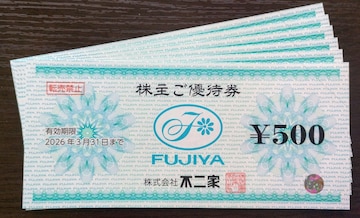 転売禁止
株主ご優待券
有効期限
2026年3月31日まで
F
FUJIYA
¥500
株式会社 不二家